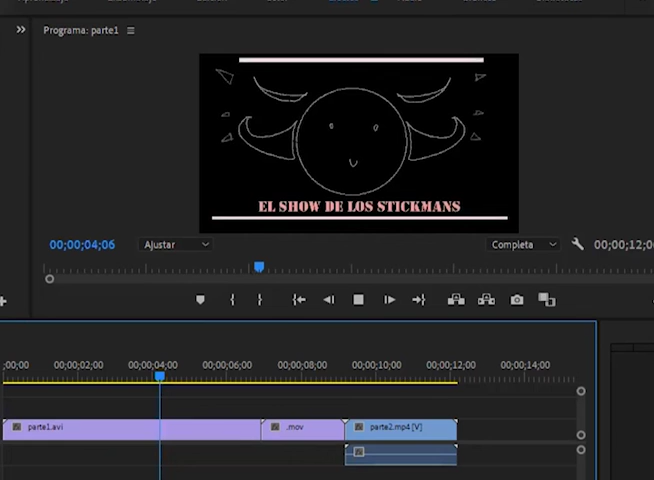 Programa: parte1
EL SHOW DE LOS STICKMANS
00;00;04;06
Ajustar
Completa
00;00;12;0
;00;00
00;00;02;00
00;00;04;00
00;00;06;00
00;00;08;00
00;00;10;00
00;00;12;00
00;00;14;00
parte1.avi
.mov
parte2.mp4 [V]